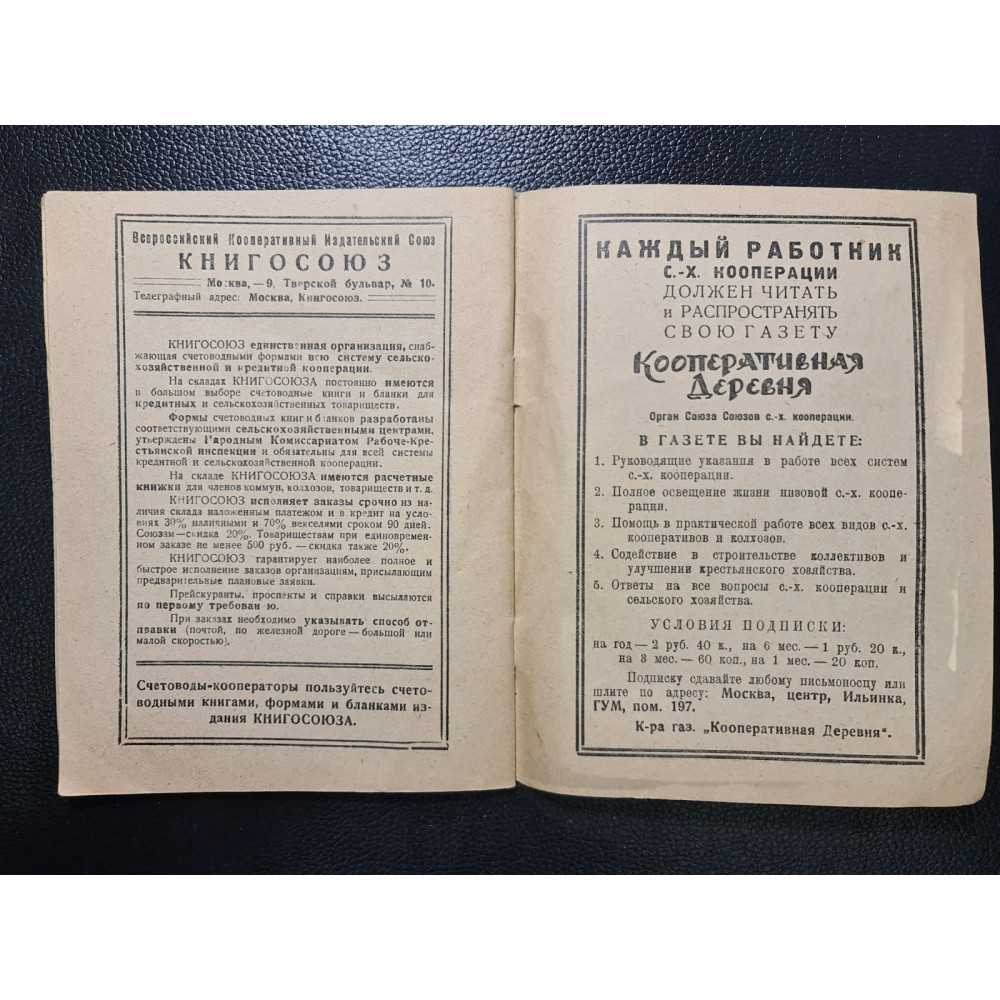 Всероссийский Кооперативный Издательский Союз
КНИГОСОЮЗ
Москва, —9, Тверской бульвар, № 10.
Телеграфный адрес: Москва, Книгосоюз.
КНИГОСОЮЗ единственная организация, снаб-
жающая счетоводными формами всю систему сельско-
хозяйственной и кредитной кооперации.
На складах КНИГОСОЮЗА постоянно имеются
в большом выборе счетоводные книги и бланки для
кредитных и сельскохозяйственных товариществ.
Формы счетоводных книг и бланков разработаны
соответствующими сельскохозяйственными центрами,
утверждены Народным Комиссариатом Рабоче-Кре-
стьянской инспекции и обязательны для всей системы
кредитной и сельскохозяйственной кооперации.
На складе КНИГОСОЮЗА имеются расчетные
книжки для членов коммун, колхозов, товариществ и т. д.
КНИГОСОЮЗ исполняет заказы срочно из на-
личия склада наложенным платежом и в кредит на усло-
виях 30% наличными и 70% векселями сроком 90 дней.
Союзам—скидка 20%. Товариществам при единовремен-
ном заказе не менее 500 руб. — скидка также 20%.
КНИГОСОЮЗ гарантирует наиболее полное и
быстрое исполнение заказов организациям, присылающим
предварительные плановые заявки.
Прейскуранты, проспекты и справки высылаются
по первому требованию.
При заказах необходимо указывать способ от-
правки (почтой, по железной дороге — большой или
малой скоростью).
Счетоводы-кооператоры пользуйтесь счето-
водными книгами, формами и бланками из-
дания КНИГОСОЮЗА.
КАЖДЫЙ РАБОТНИК
С.-Х. КООПЕРАЦИИ
ДОЛЖЕН ЧИТАТЬ
и РАСПРОСТРАНЯТЬ
СВОЮ ГАЗЕТУ
Кооперативная
Деревня
Орган Союза Союзов с.-х. кооперации.
В ГАЗЕТЕ ВЫ НАЙДЕТЕ:
1. Руководящие указания в работе всех систем
с.-х. кооперации.
2. Полное освещение жизни низовой с.-х. коопе-
рации.
3. Помощь в практической работе всех видов с.-х.
кооперативов и колхозов.
4. Содействие в строительстве коллективов и
улучшении крестьянского хозяйства.
5. Ответы на все вопросы с.-х. кооперации и
сельского хозяйства.
УСЛОВИЯ ПОДПИСКИ:
на год — 2 руб. 40 к., на 6 мес. — 1 руб. 20 к.,
на 3 мес. — 60 коп., на 1 мес. — 20 коп.
Подписку сдавайте любому письмоносцу или
шлите по адресу: Москва, центр, Ильинка,
ГУМ, пом. 197.
К-ра газ. „Кооперативная Деревня“.